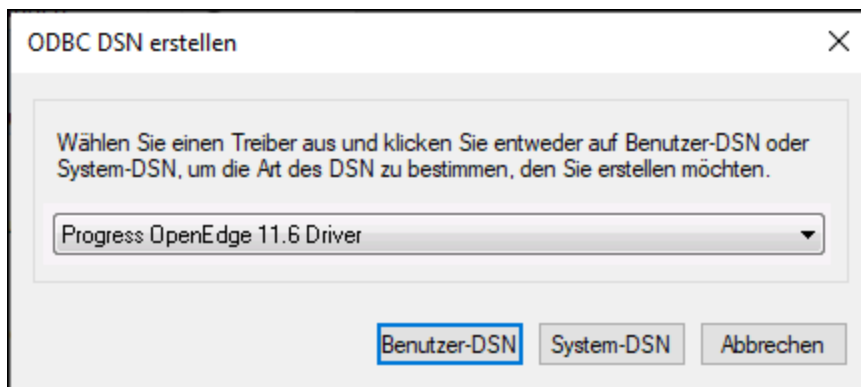 ODBC DSN erstellen
Wählen Sie einen Treiber aus und klicken Sie entweder auf Benutzer-DSN oder
System-DSN, um die Art des DSN zu bestimmen, den Sie erstellen möchten.
Progress OpenEdge 11.6 Driver
Benutzer-DSN System-DSN Abbrechen